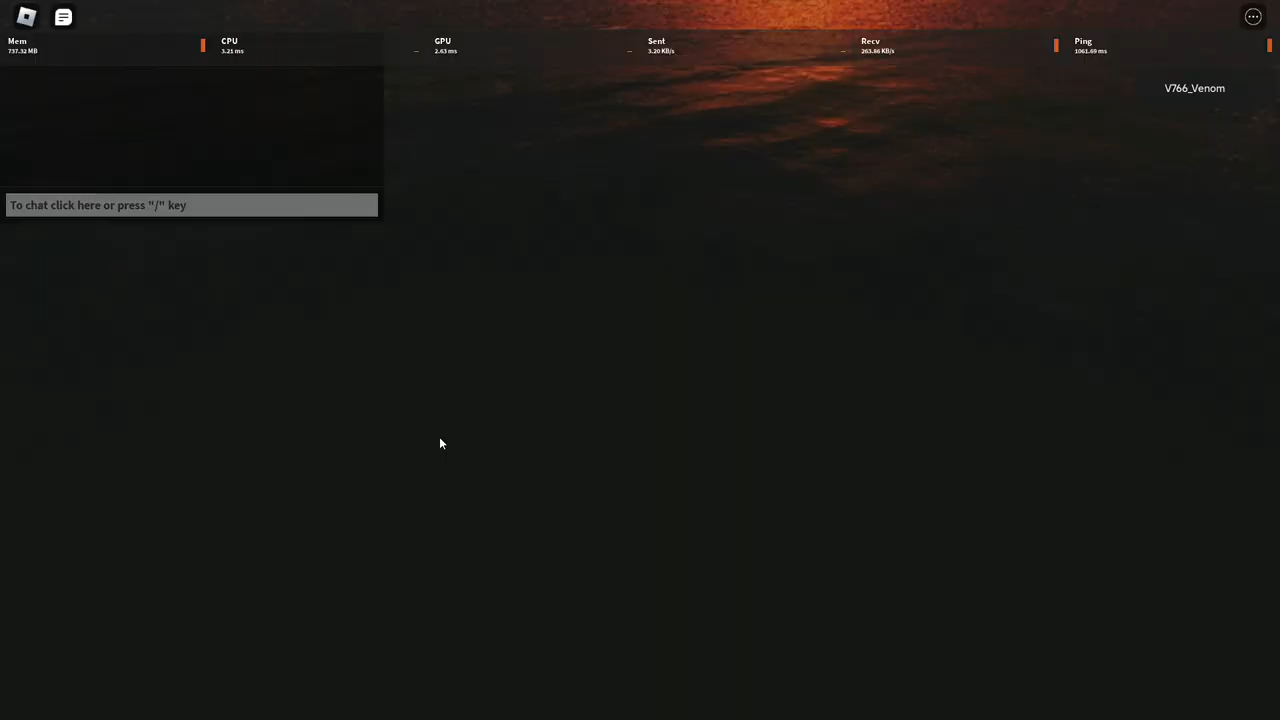 Mem
737.32 MB
CPU
3.21 ms
GPU
2.63 ms
Sent
3.20 KB/s
Recv
263.86 KB/s
Ping
1061.69 ms
V766_Venom
To chat click here or press "/" key